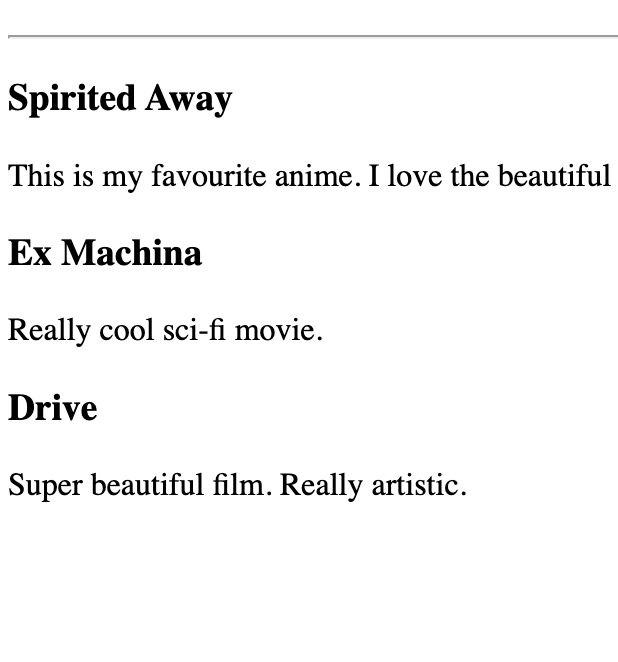 Spirited Away
This is my favourite anime. I love the beautiful
Ex Machina
Really cool sci-fi movie.
Drive
Super beautiful film. Really artistic.